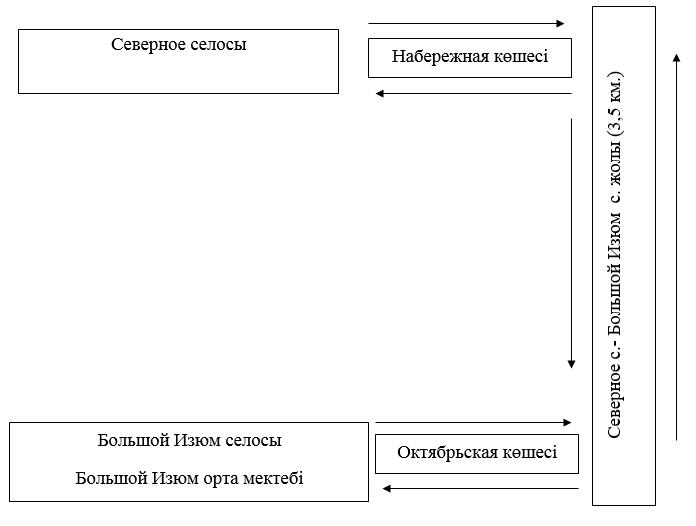 Северное селосы
Набережная көшесі
Северное с.- Большой Изюм с. жолы (3,5 км.)
Большой Изюм селосы
Большой Изюм орта мектебі
Октябрьская көшесі